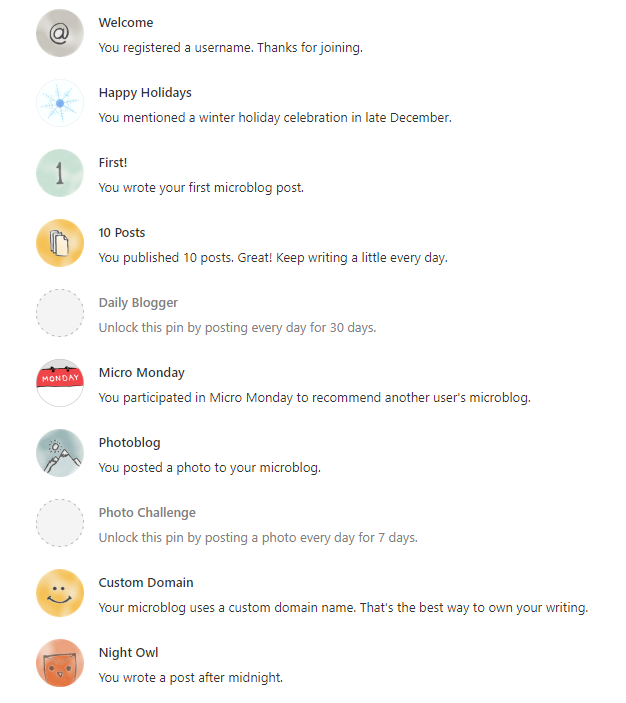 @
Welcome
You registered a username. Thanks for joining.
Happy Holidays
You mentioned a winter holiday celebration in late December.
1
First!
You wrote your first microblog post.
10 Posts
You published 10 posts. Great! Keep writing a little every day.
Daily Blogger
Unlock this pin by posting every day for 30 days.
MONDAY
Micro Monday
You participated in Micro Monday to recommend another user's microblog.
Photoblog
You posted a photo to your microblog.
Photo Challenge
Unlock this pin by posting a photo every day for 7 days.
Custom Domain
Your microblog uses a custom domain name. That's the best way to own your writing.
Night Owl
You wrote a post after midnight.